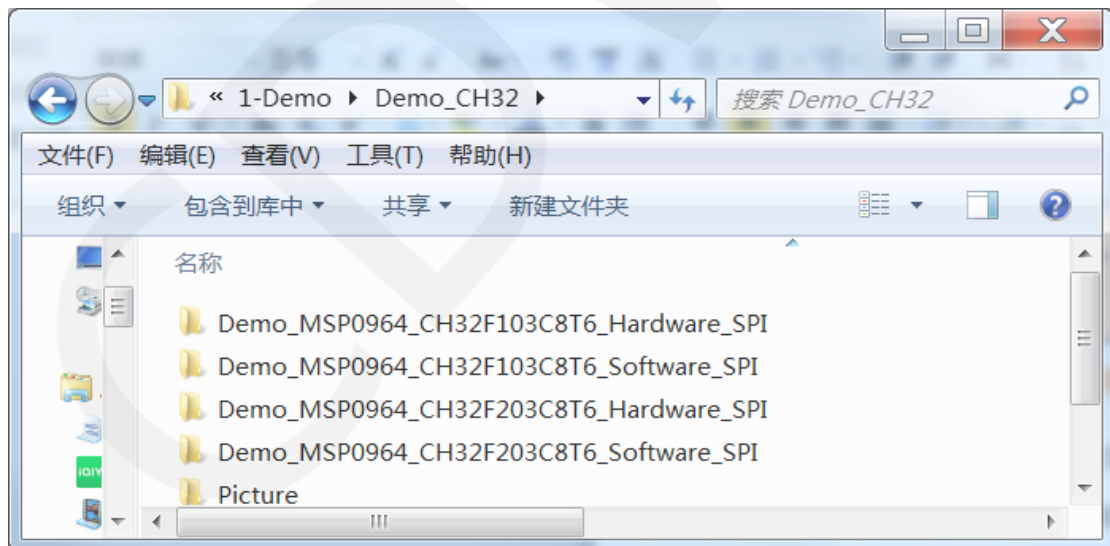 « 1-Demo Demo_CH32 搜索 Demo_CH32
文件(F) 编辑(E) 查看(V) 工具(T) 帮助(H)
组织 包含到库中 共享 新建文件夹
名称
Demo_MSP0964_CH32F103C8T6_Hardware_SPI
Demo_MSP0964_CH32F103C8T6_Software_SPI
Demo_MSP0964_CH32F203C8T6_Hardware_SPI
Demo_MSP0964_CH32F203C8T6_Software_SPI
Picture